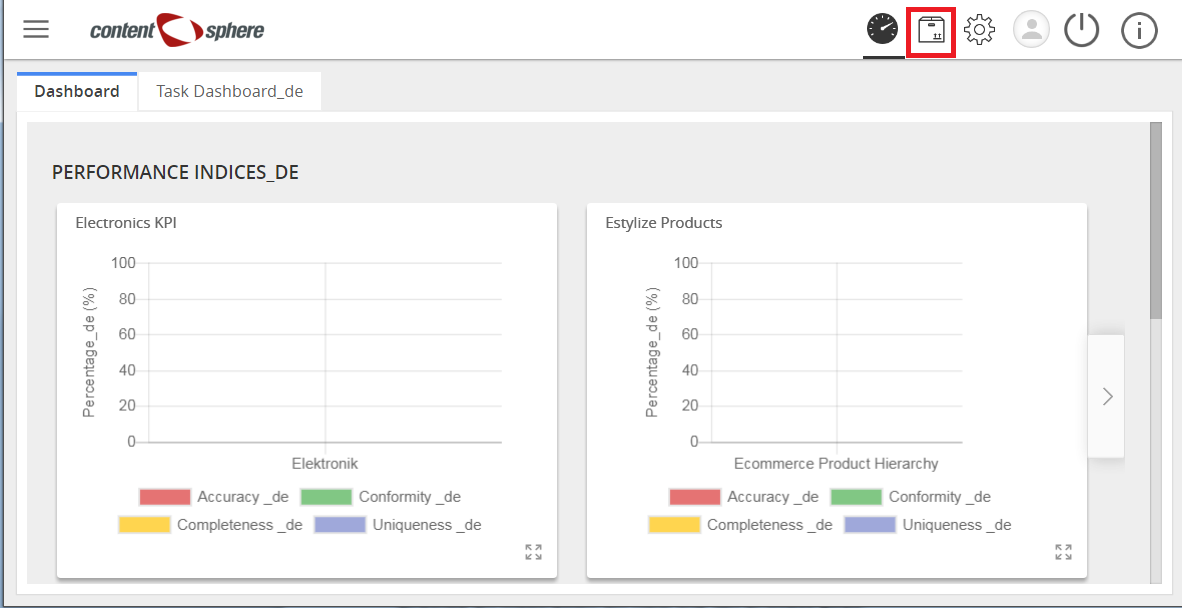 content sphere
Dashboard
Task Dashboard_de
PERFORMANCE INDICES_DE
Electronics KPI
Percentage_de (%)
100
80
60
40
20
0
Elektronik
Accuracy _de
Conformity _de
Completeness _de
Uniqueness _de
Estylize Products
Percentage_de (%)
100
80
60
40
20
0
Ecommerce Product Hierarchy
Accuracy _de
Conformity _de
Completeness _de
Uniqueness _de